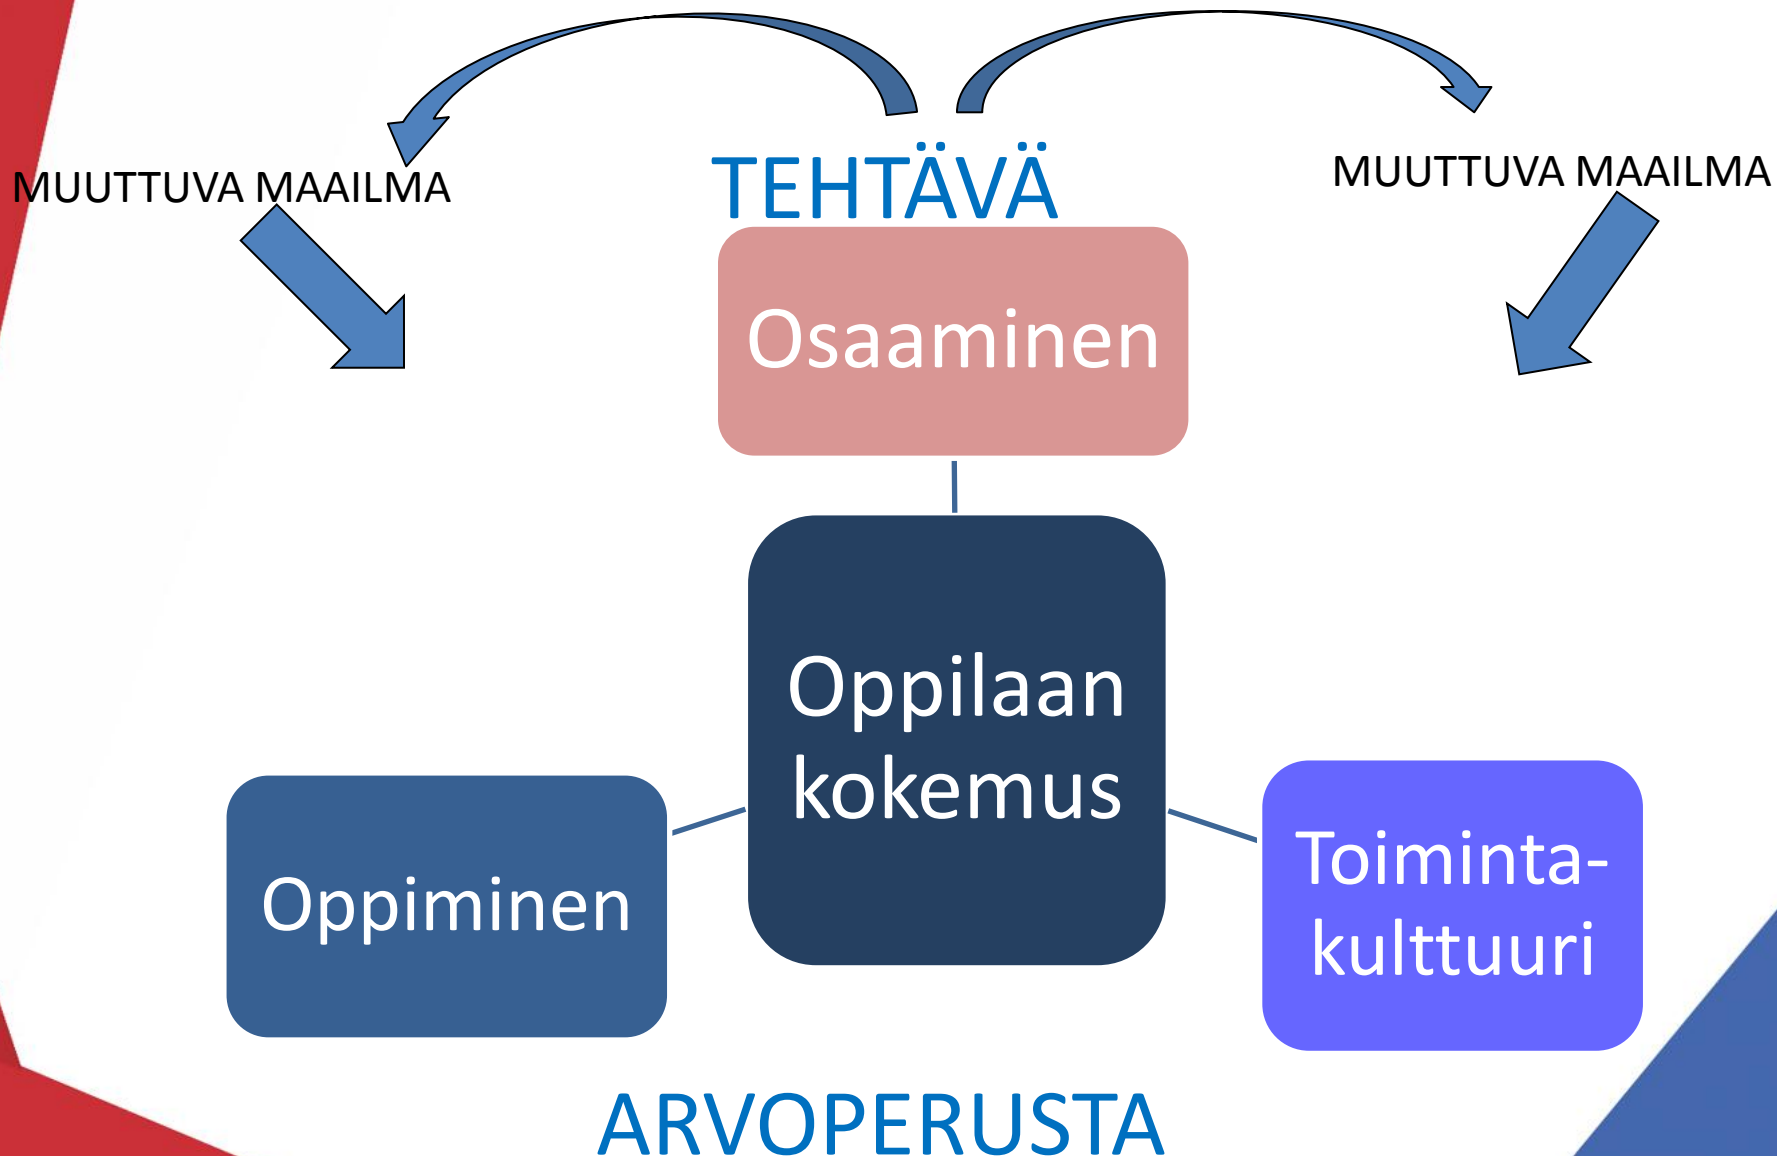 MUUTTUVA MAAILMA
TEHTÄVÄ
MUUTTUVA MAAILMA
Osaaminen
Oppilaan
kokemus
Oppiminen
Toiminta-
kulttuuri
ARVOPERUSTA